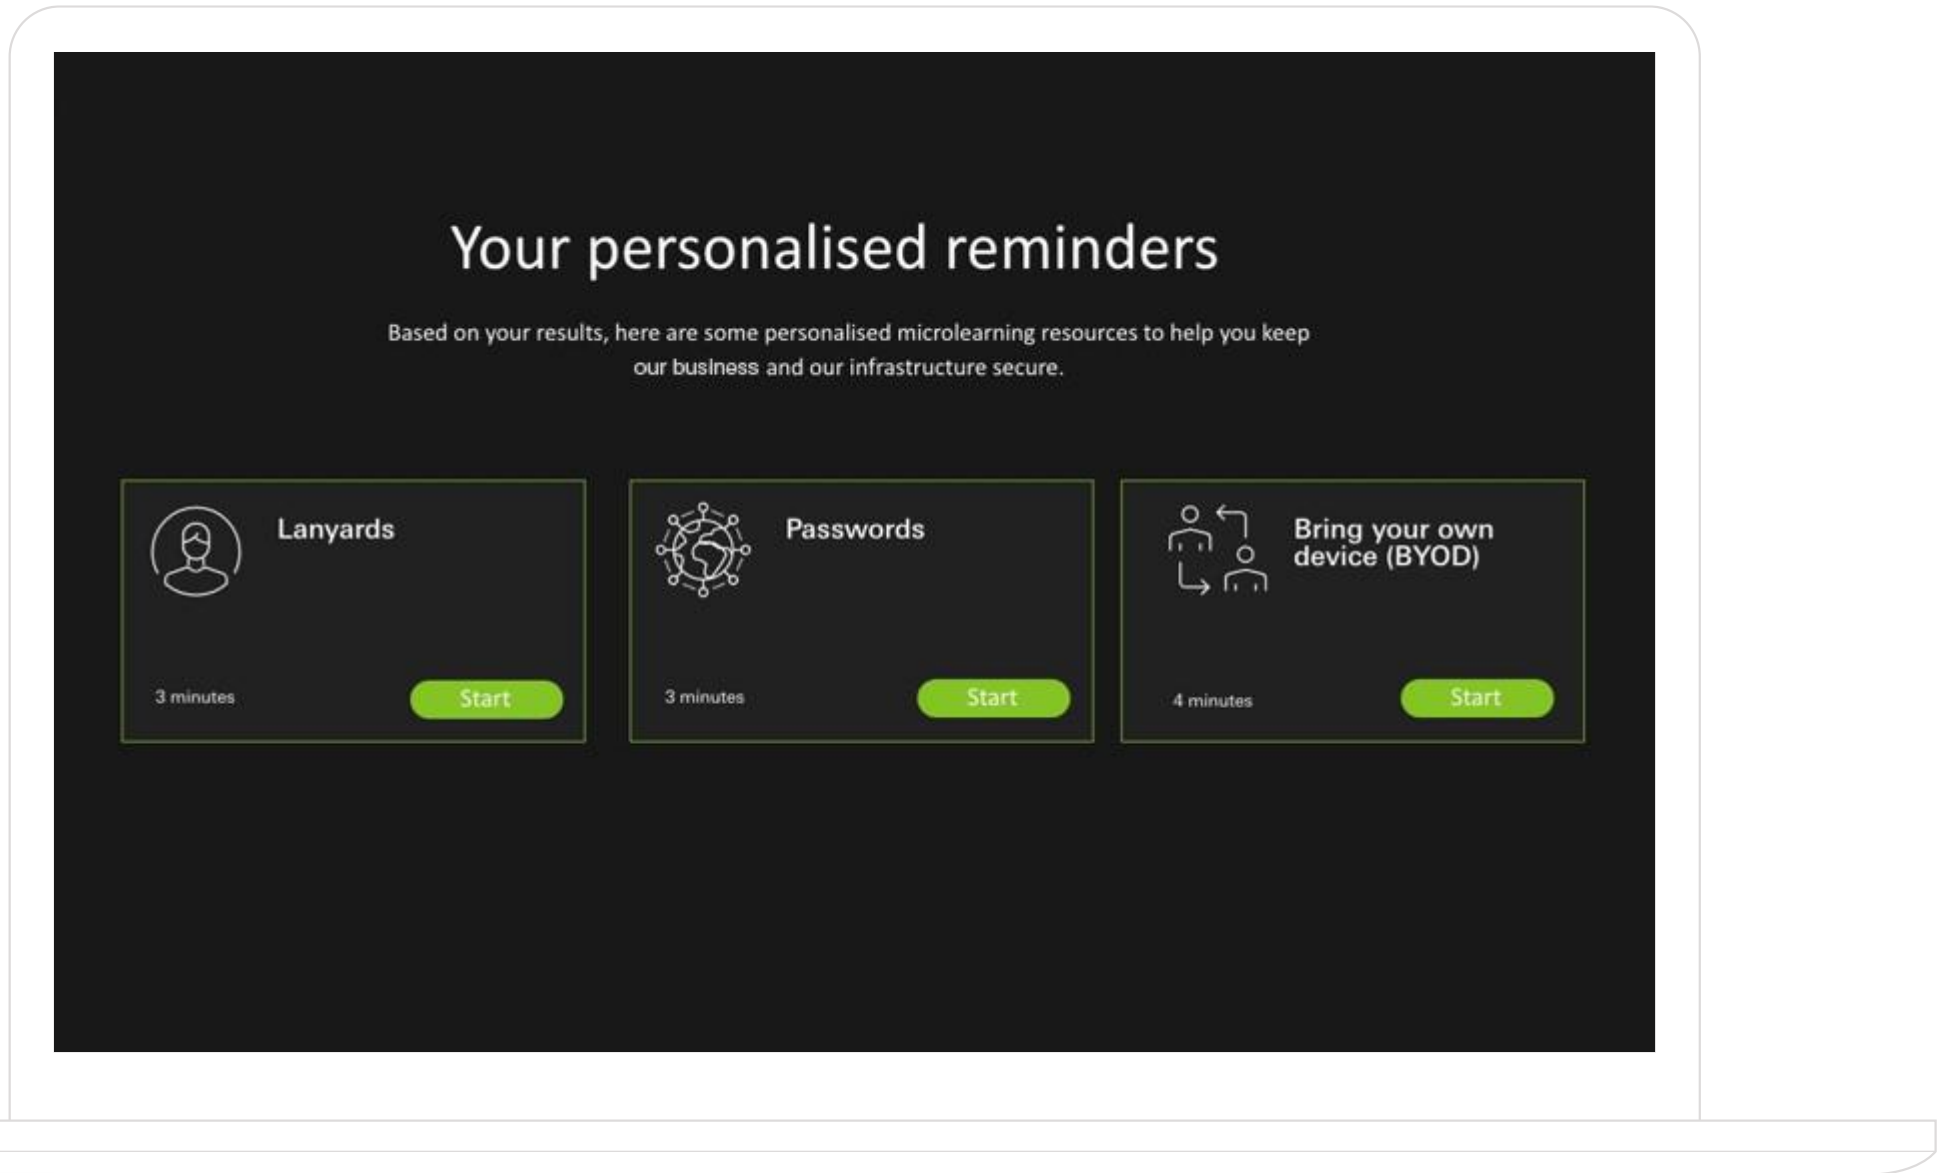 Your personalised reminders
Based on your results, here are some personalised microlearning resources to help you keep
our business and our infrastructure secure.
Lanyards
3 minutes
Start
Passwords
3 minutes
Start
Bring your own
device (BYOD)
4 minutes
Start